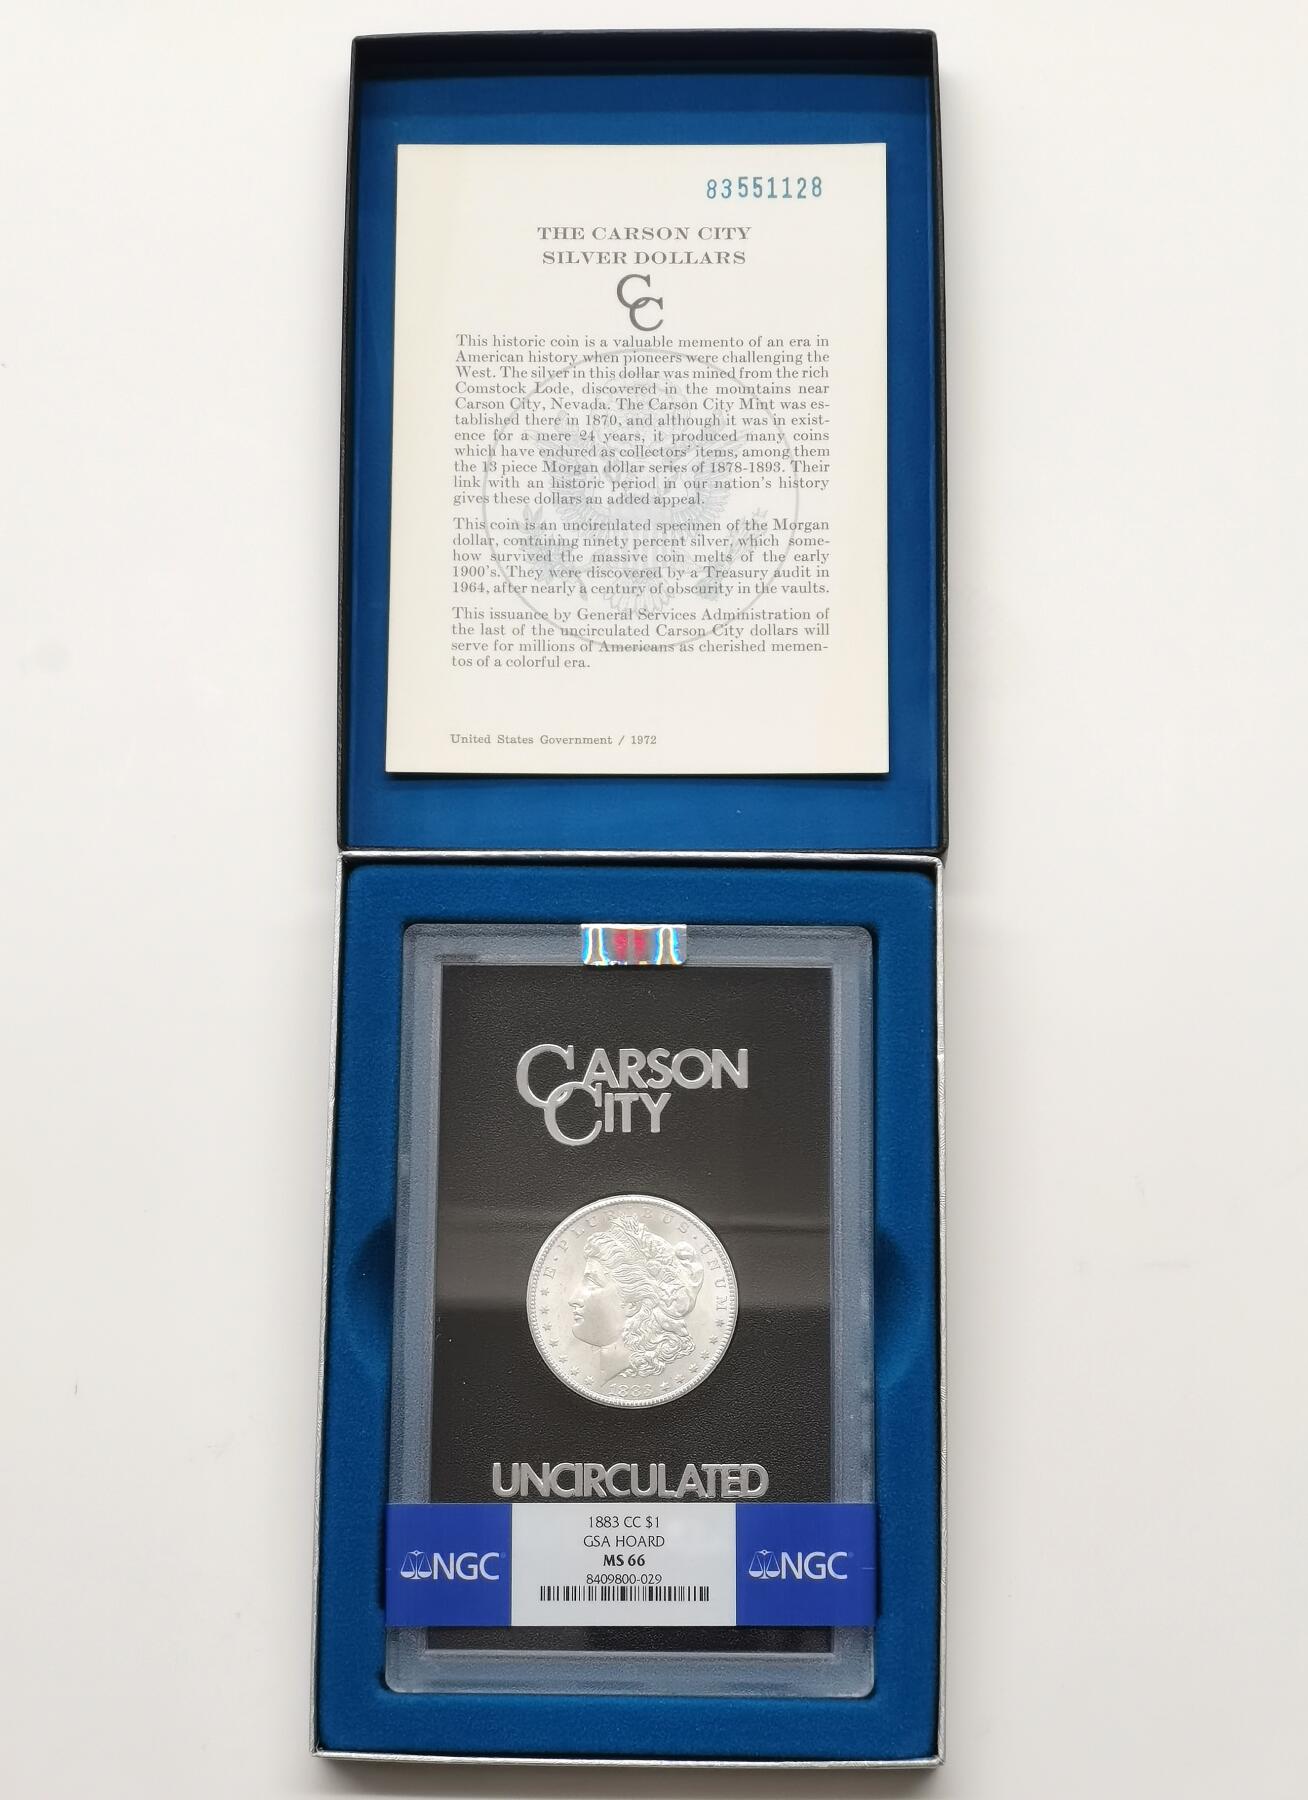 83551128
THE CARSON CITY
SILVER DOLLARS
CC
This historic coin is a valuable memento of an era in
American history when pioneers were challenging the
West. The silver in this dollar was mined from the rich
Comstock Lode, discovered in the mountains near
Carson City, Nevada. The Carson City Mint was es-
tablished there in 1870, and although it was in exist-
ence for a mere 24 years, it produced many coins
which have endured as collectors' items, among them
the 13 piece Morgan dollar series of 1878-1893. Their
link with an historic period in our nation's history
gives these dollars an added appeal.
This coin is an uncirculated specimen of the Morgan
dollar, containing ninety percent silver, which some-
how survived the massive coin melts of the early
1900's. They were discovered by a Treasury audit in
1964, after nearly a century of obscurity in the vaults.
This issuance by General Services Administration of
the last of the uncirculated Carson City dollars will
serve for millions of Americans as cherished memen-
tos of a colorful era.
United States Government / 1972
CARSON
CITY
E·PLURIBUS·UNUM
1883
UNCIRCULATED
1883 CC $1
GSA HOARD
MS 66
8409800-029
NGC
NGC